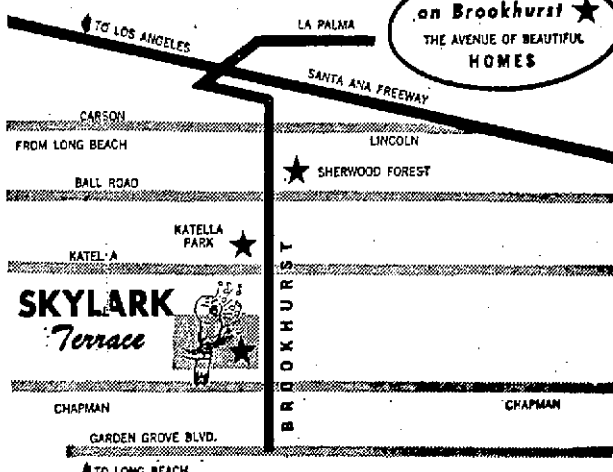 on Brookhurst
THE AVENUE OF BEAUTIFUL
HOMES
TO LOS ANGELES
LA PALMA
SANTA ANA FREEWAY
CARSON
LINCOLN
FROM LONG BEACH
SHERWOOD FOREST
BALL ROAD
KATELLA
PARK
KATEL·A
BROOKHURST
SKYLARK
Terrace
CHAPMAN
CHAPMAN
GARDEN GROVE BLVD.
TO LONG BEACH